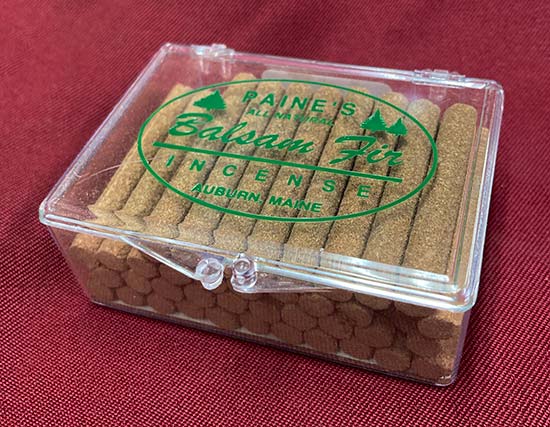 PAINE'S
ALL NATURAL
Balsam Fir
INCENSE
AUBURN, MAINE